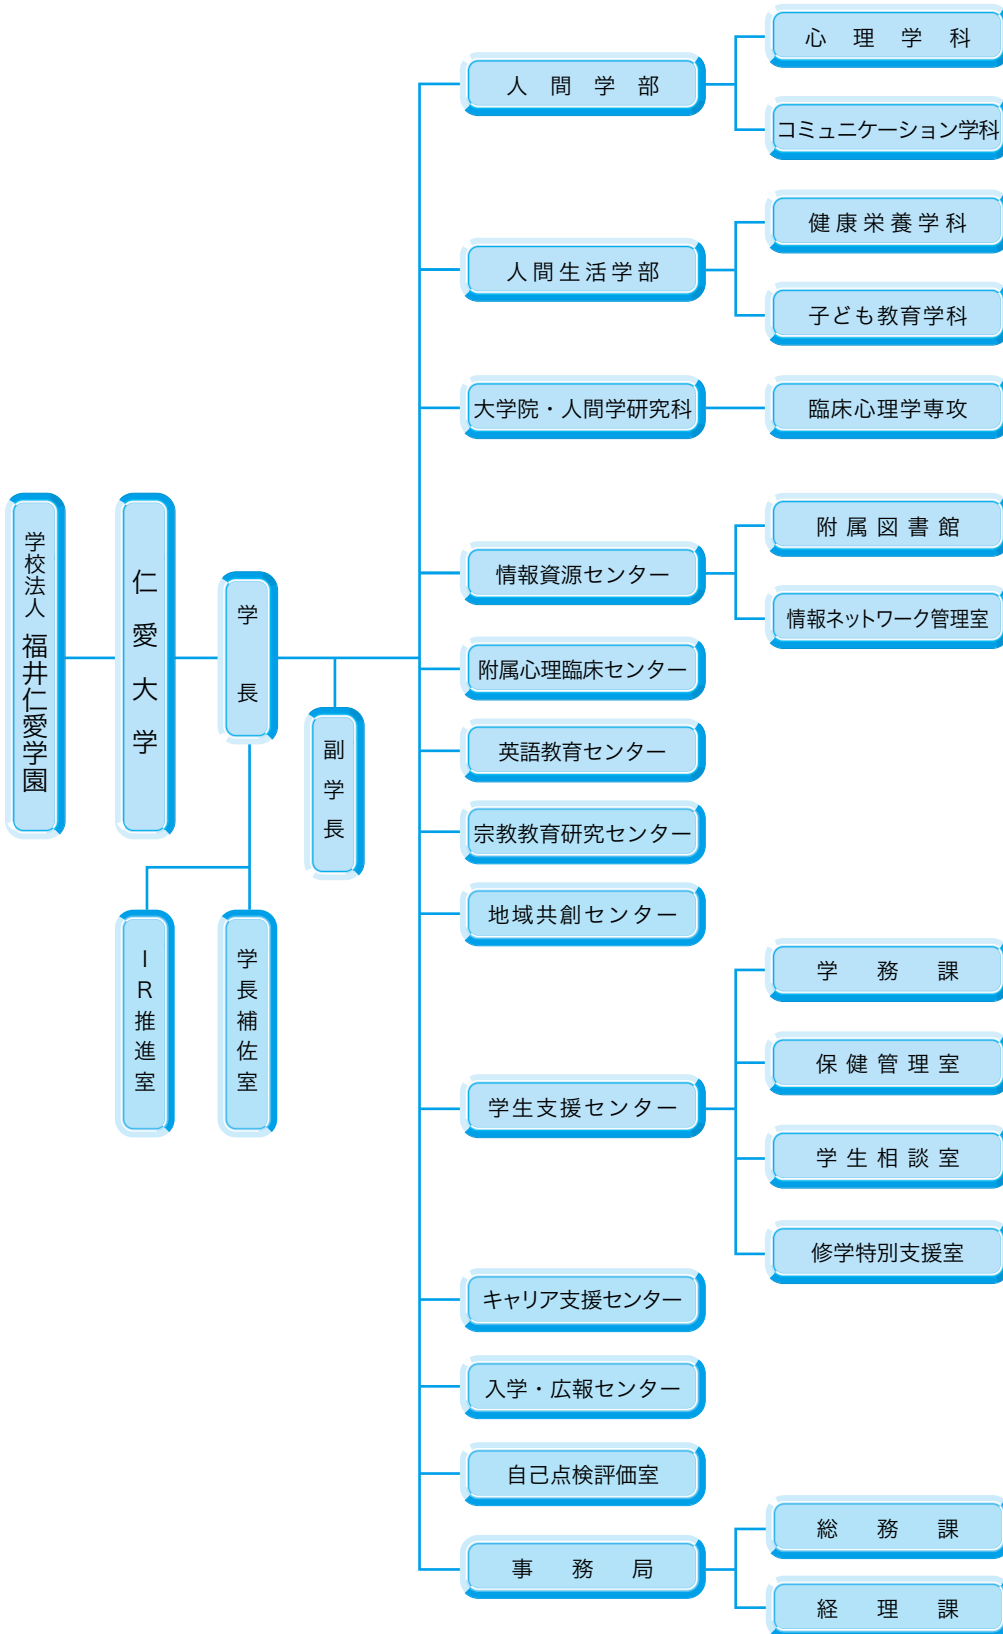 学校法人 福井仁愛学園
仁愛大学
学長
副学長
IR推進室
学長補佐室
人間学部
心理学科
コミュニケーション学科
人間生活学部
健康栄養学科
子ども教育学科
大学院・人間学研究科
臨床心理学専攻
情報資源センター
附属図書館
情報ネットワーク管理室
附属心理臨床センター
英語教育センター
宗教教育研究センター
地域共創センター
学生支援センター
学務課
保健管理室
学生相談室
修学特別支援室
キャリア支援センター
入学・広報センター
自己点検評価室
事務局
総務課
経理課